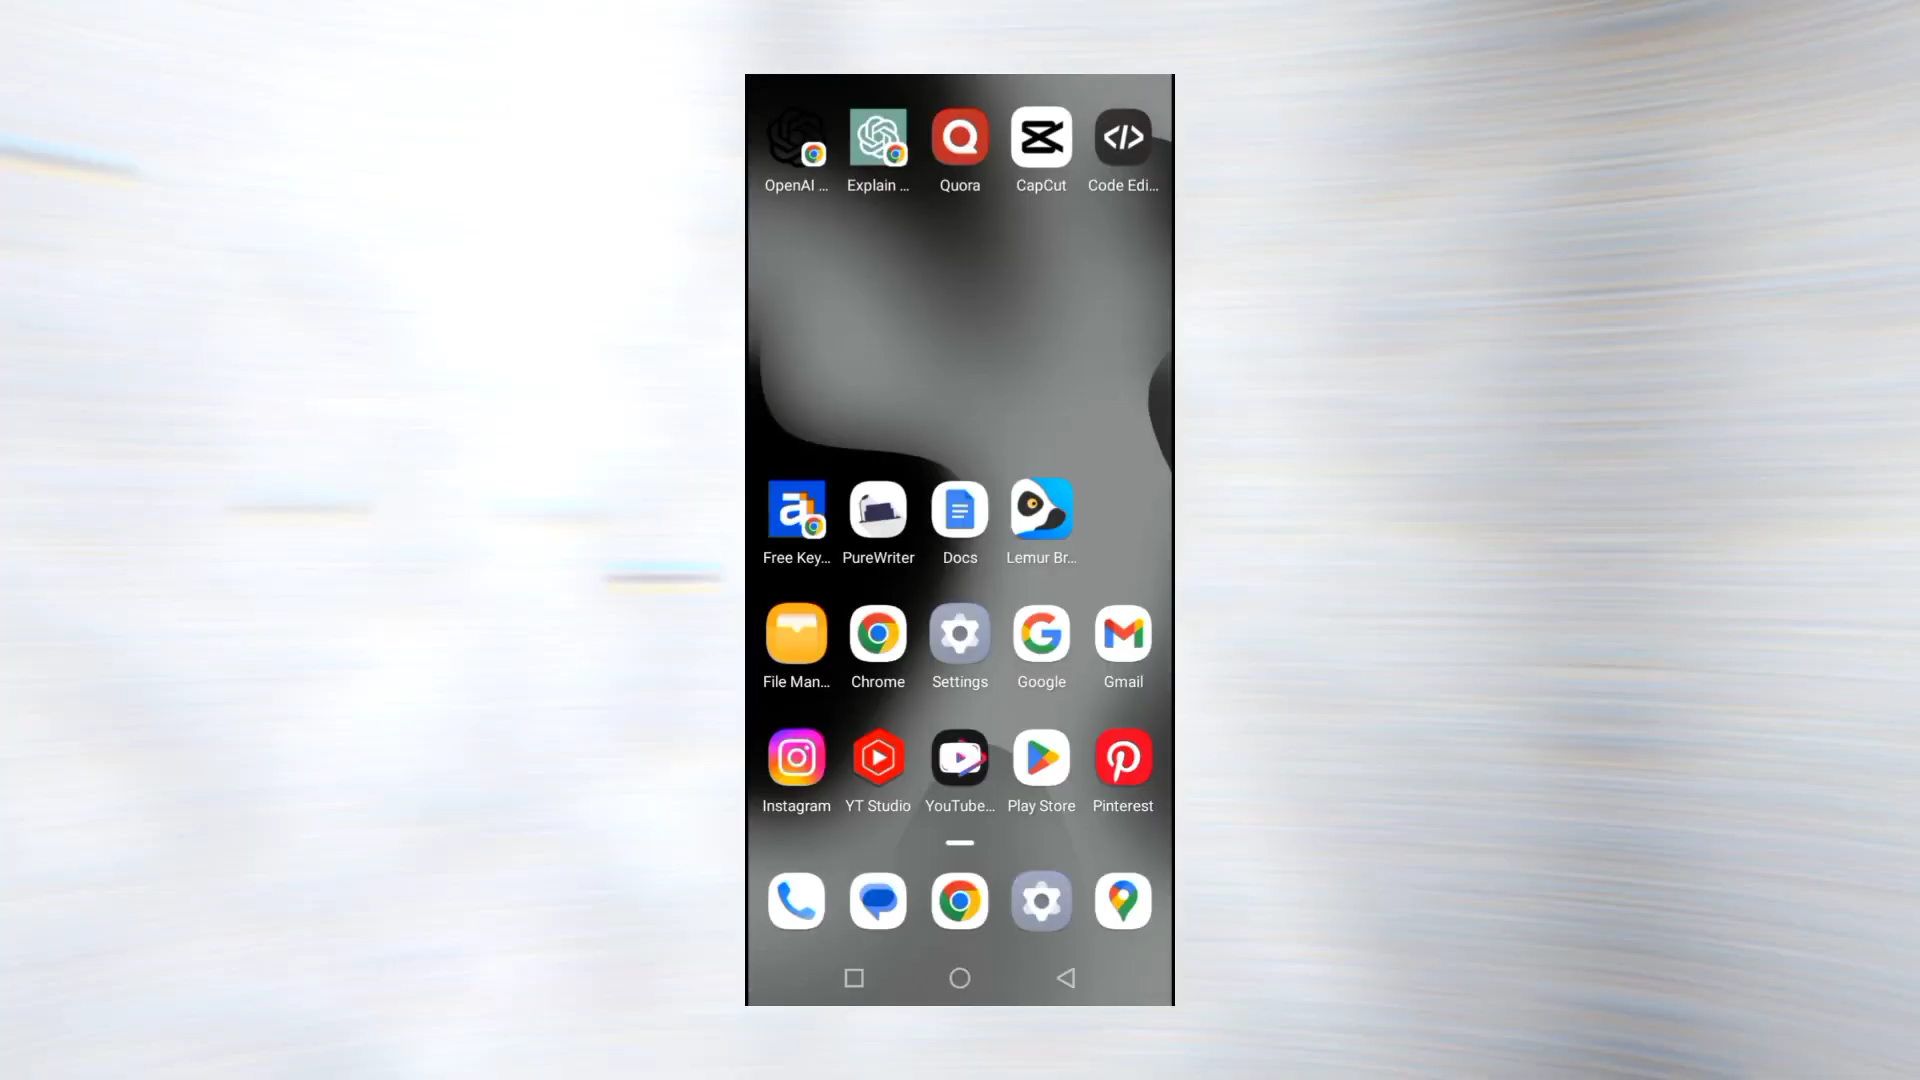 OpenAI ...
Explain ...
Quora
CapCut
Code Edi...
Free Key...
PureWriter
Docs
Lemur Br...
File Man...
Chrome
Settings
Google
Gmail
Instagram
YT Studio
YouTube...
Play Store
Pinterest